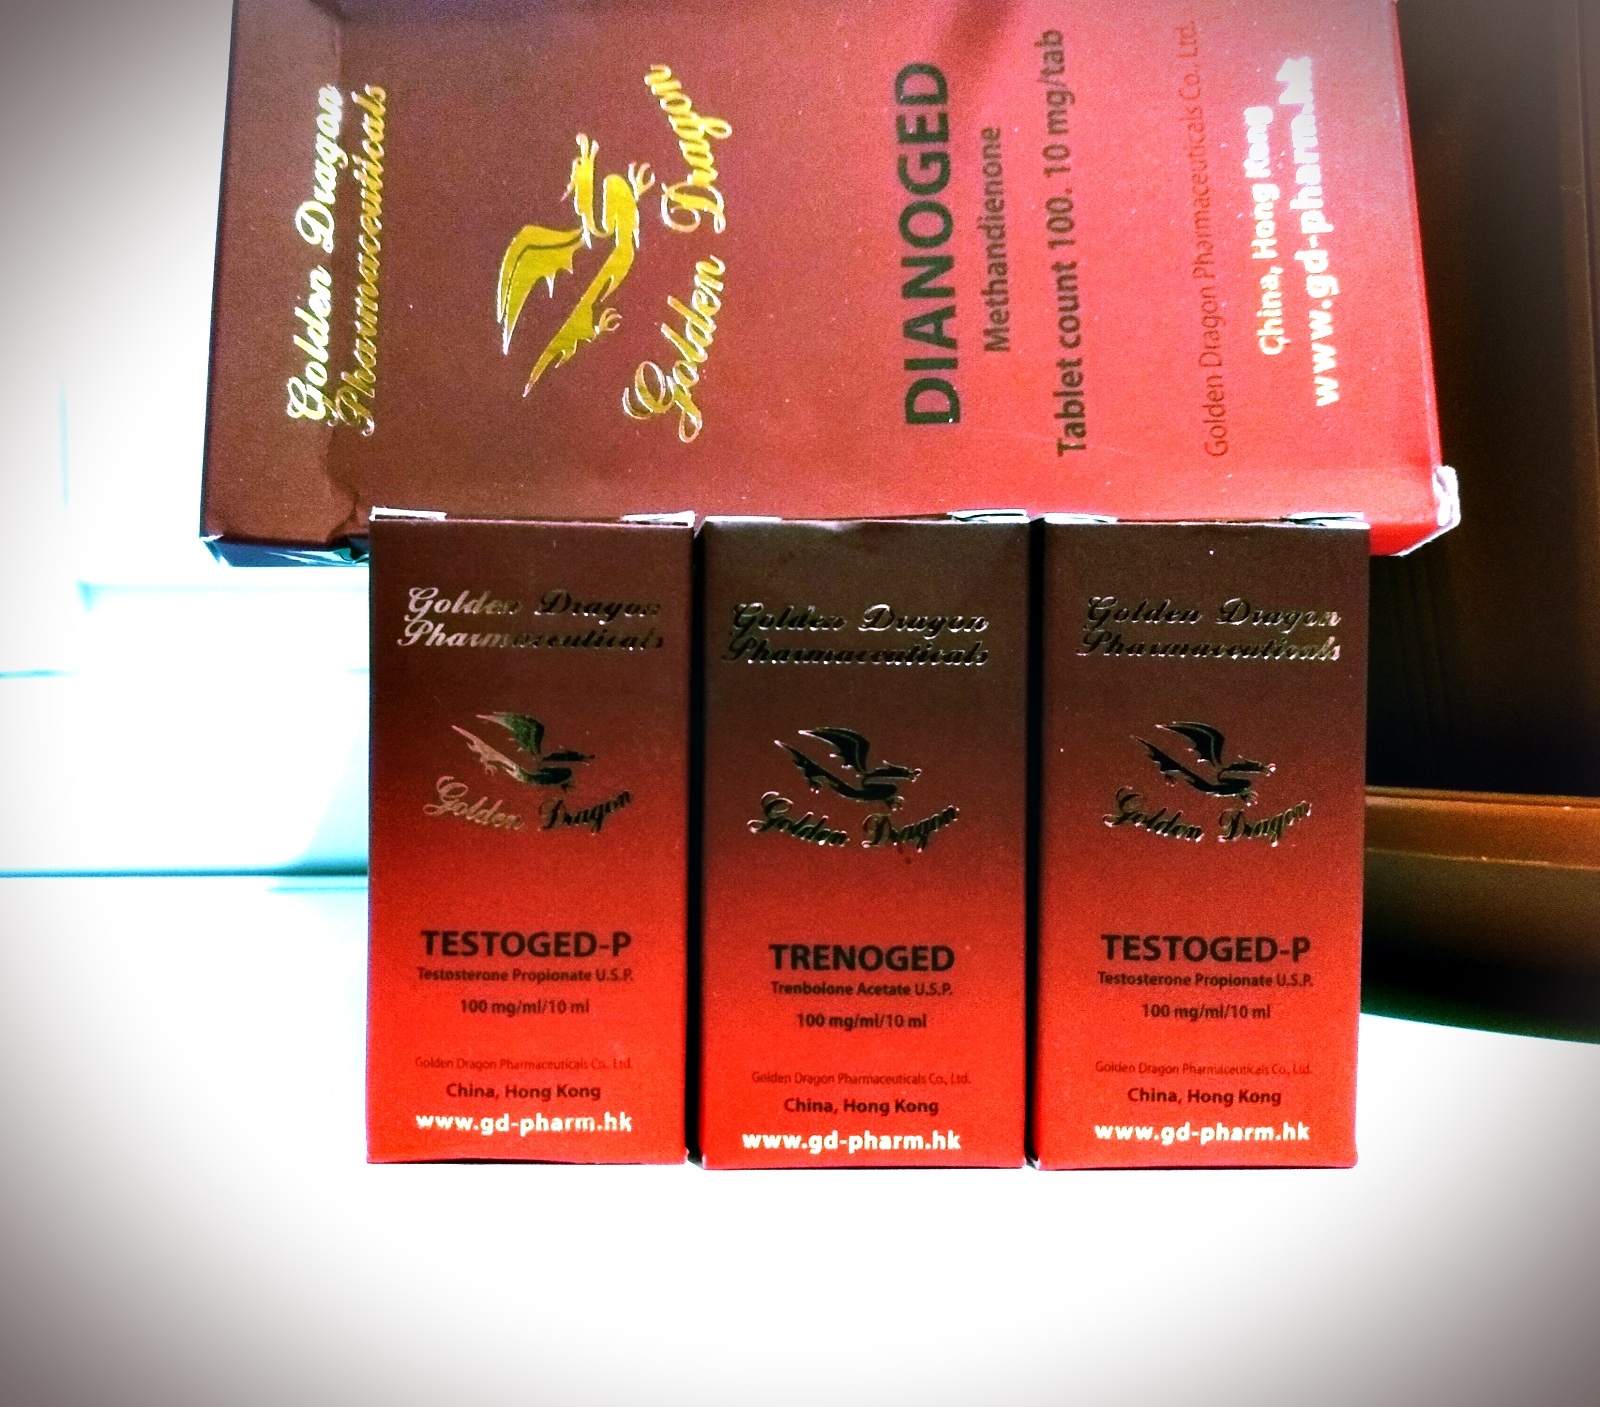 Golden Dragon
Pharmaceuticals
Golden Dragon
DIANOGED
Methandienone
Tablet count 100. 10 mg/tab
Golden Dragon Pharmaceuticals Co. Ltd.
China, Hong Kong
www.gd-pharm.hk
Golden Dragon
Pharmaceuticals
Golden Dragon
TESTOGED-P
Testosterone Propionate U.S.P.
100 mg/ml/10 ml
Golden Dragon Pharmaceuticals Co., Ltd.
China, Hong Kong
www.gd-pharm.hk
Golden Dragon
Pharmaceuticals
Golden Dragon
TRENOGED
Trenbolone Acetate U.S.P.
100 mg/ml/10 ml
Golden Dragon Pharmaceuticals Co., Ltd.
China, Hong Kong
www.gd-pharm.hk
Golden Dragon
Pharmaceuticals
Golden Dragon
TESTOGED-P
Testosterone Propionate U.S.P.
100 mg/ml/10 ml
Golden Dragon Pharmaceuticals Co., Ltd.
China, Hong Kong
www.gd-pharm.hk